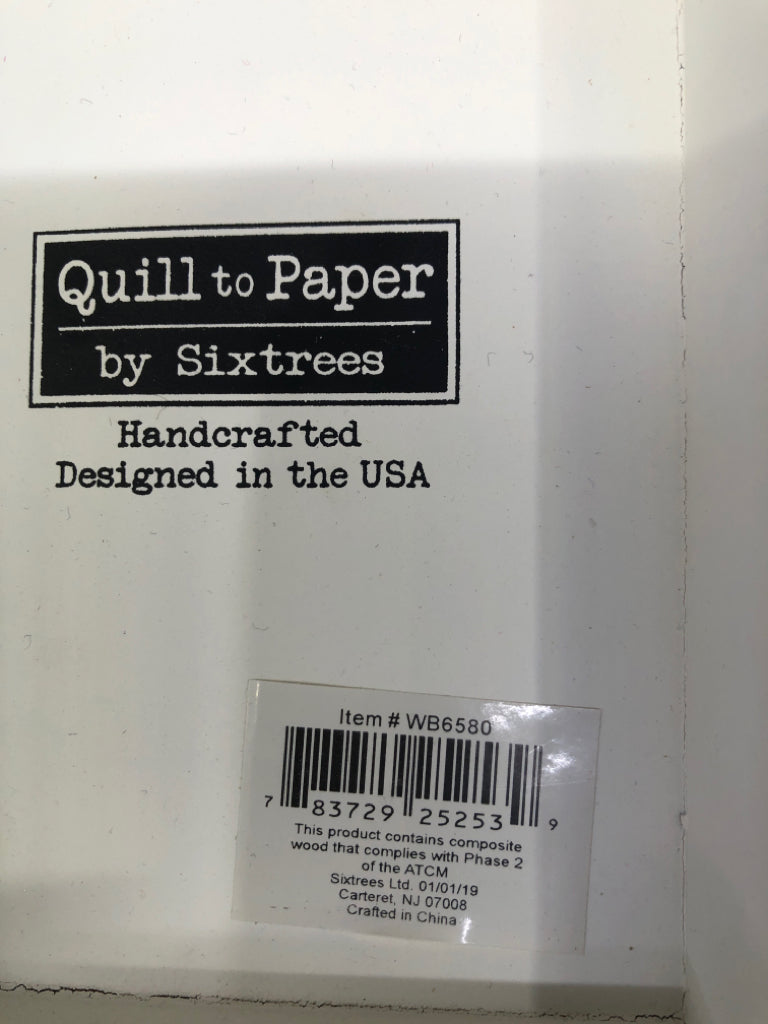 Quill to Paper
by Sixtrees
Handcrafted
Designed in the USA
Item # WB6580
7 83729 25253 9
This product contains composite
wood that complies with Phase 2
of the ATCM
Sixtrees Ltd. 01/01/19
Carteret, NJ 07008
Crafted in China